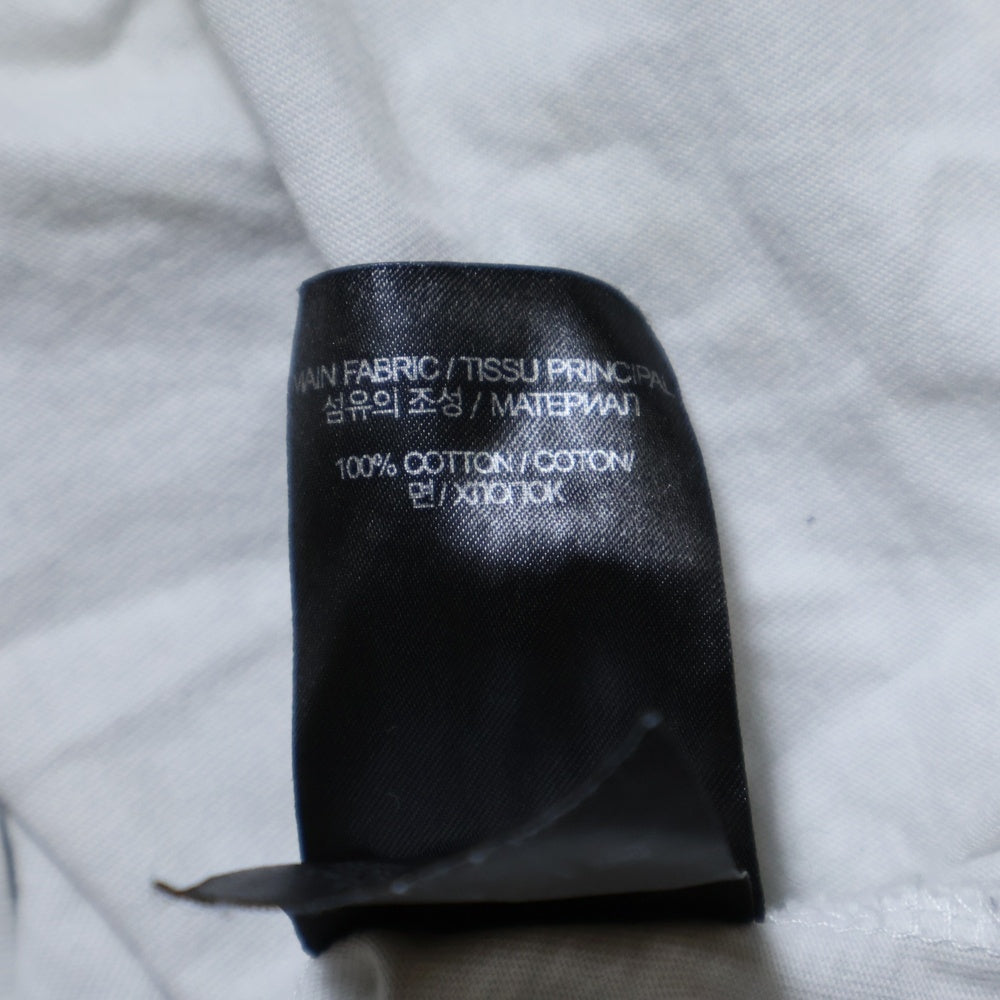 MAIN FABRIC / TISSU PRINCIPAL
섬유의 조성 / МАТЕРИАЛ
100% COTTON / COTON/
면 / ХЛОПОК